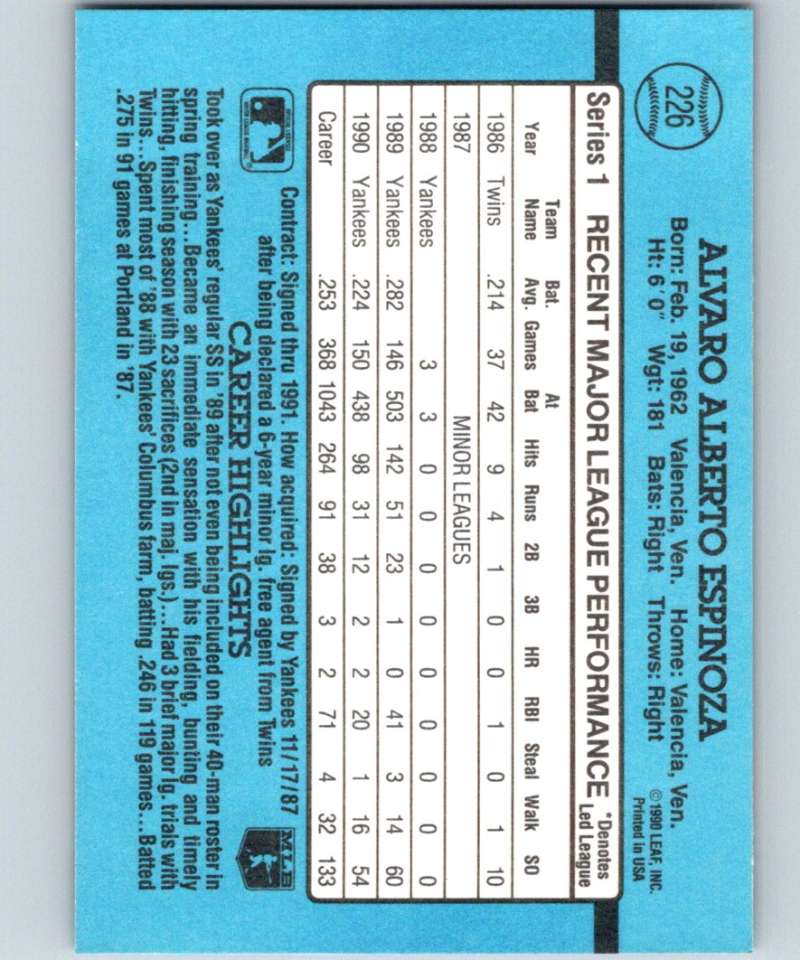 226
ALVARO ALBERTO ESPINOZA
Born: Feb. 19, 1962 Valencia, Ven. Home: Valencia, Ven.
Ht: 6' 0" Wgt: 181 Bats: Right Throws: Right
© 1990 LEAF, INC.
Printed in USA
Series 1 RECENT MAJOR LEAGUE PERFORMANCE *Denotes Led League
Year Team Name Bat. Avg. Games At Bat Hits Runs 2B 3B HR RBI Steal Walk SO
1986 Twins .214 37 42 9 4 1 0 0 1 0 1 10
1987 MINOR LEAGUES
1988 Yankees 3 3 0 0 0 0 0 0 0 0 0
1989 Yankees .282 146 503 142 51 23 1 0 41 3 14 60
1990 Yankees .224 150 438 98 31 12 2 2 20 1 16 54
Career .253 368 1043 264 91 38 3 2 71 4 32 133
Contract: Signed thru 1991. How acquired: Signed by Yankees 11/17/87
after being declared a 6-year minor lg. free agent from Twins
MLB
CAREER HIGHLIGHTS
Took over as Yankees' regular SS in '89 after not even being included on their 40-man roster in
spring training...Became an immediate sensation with his fielding, bunting and timely
hitting, finishing season with 23 sacrifices (2nd in maj. lgs.)...Had 3 brief major lg. trials with
Twins...Spent most of '88 with Yankees' Columbus farm, batting .246 in 119 games...Batted
.275 in 91 games at Portland in '87.